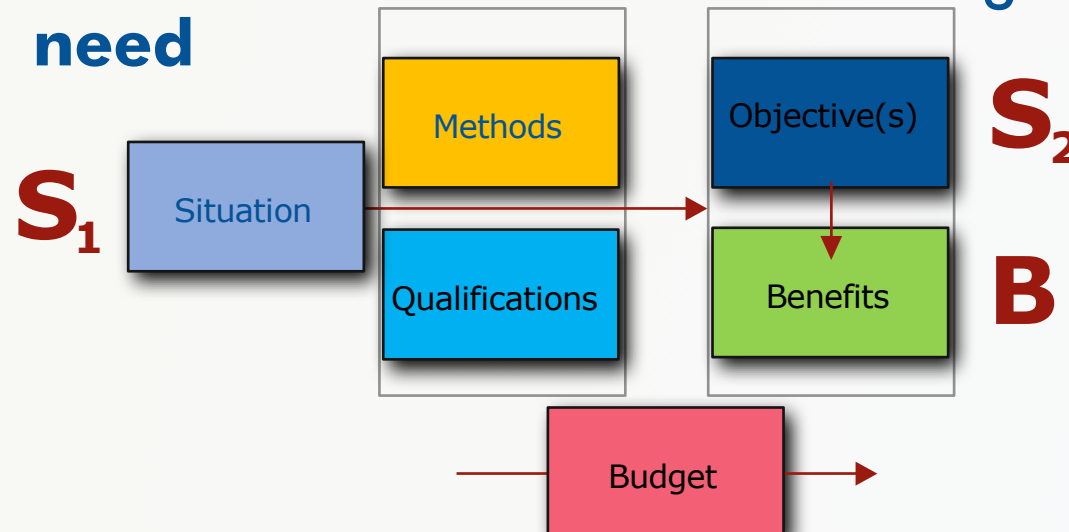 need
Methods
Objective(s)
S2
S1
Situation
Qualifications
Benefits
B
Budget